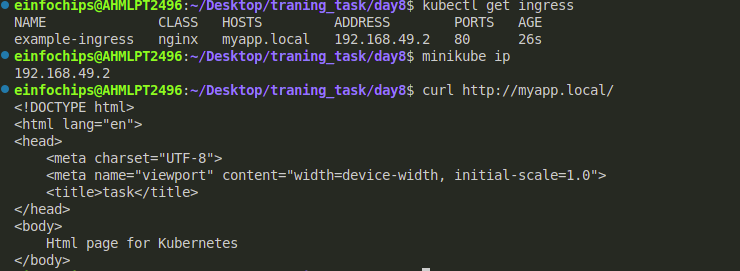 einfochips@AHMLPT2496:~/Desktop/traning_task/day8$ kubectl get ingress
NAME CLASS HOSTS ADDRESS PORTS AGE
example-ingress nginx myapp.local 192.168.49.2 80 26s
einfochips@AHMLPT2496:~/Desktop/traning_task/day8$ minikube ip
192.168.49.2
einfochips@AHMLPT2496:~/Desktop/traning_task/day8$ curl http://myapp.local/
<!DOCTYPE html>
<html lang="en">
<head>
    <meta charset="UTF-8">
    <meta name="viewport" content="width=device-width, initial-scale=1.0">
    <title>task</title>
</head>
<body>
    Html page for Kubernetes
</body>